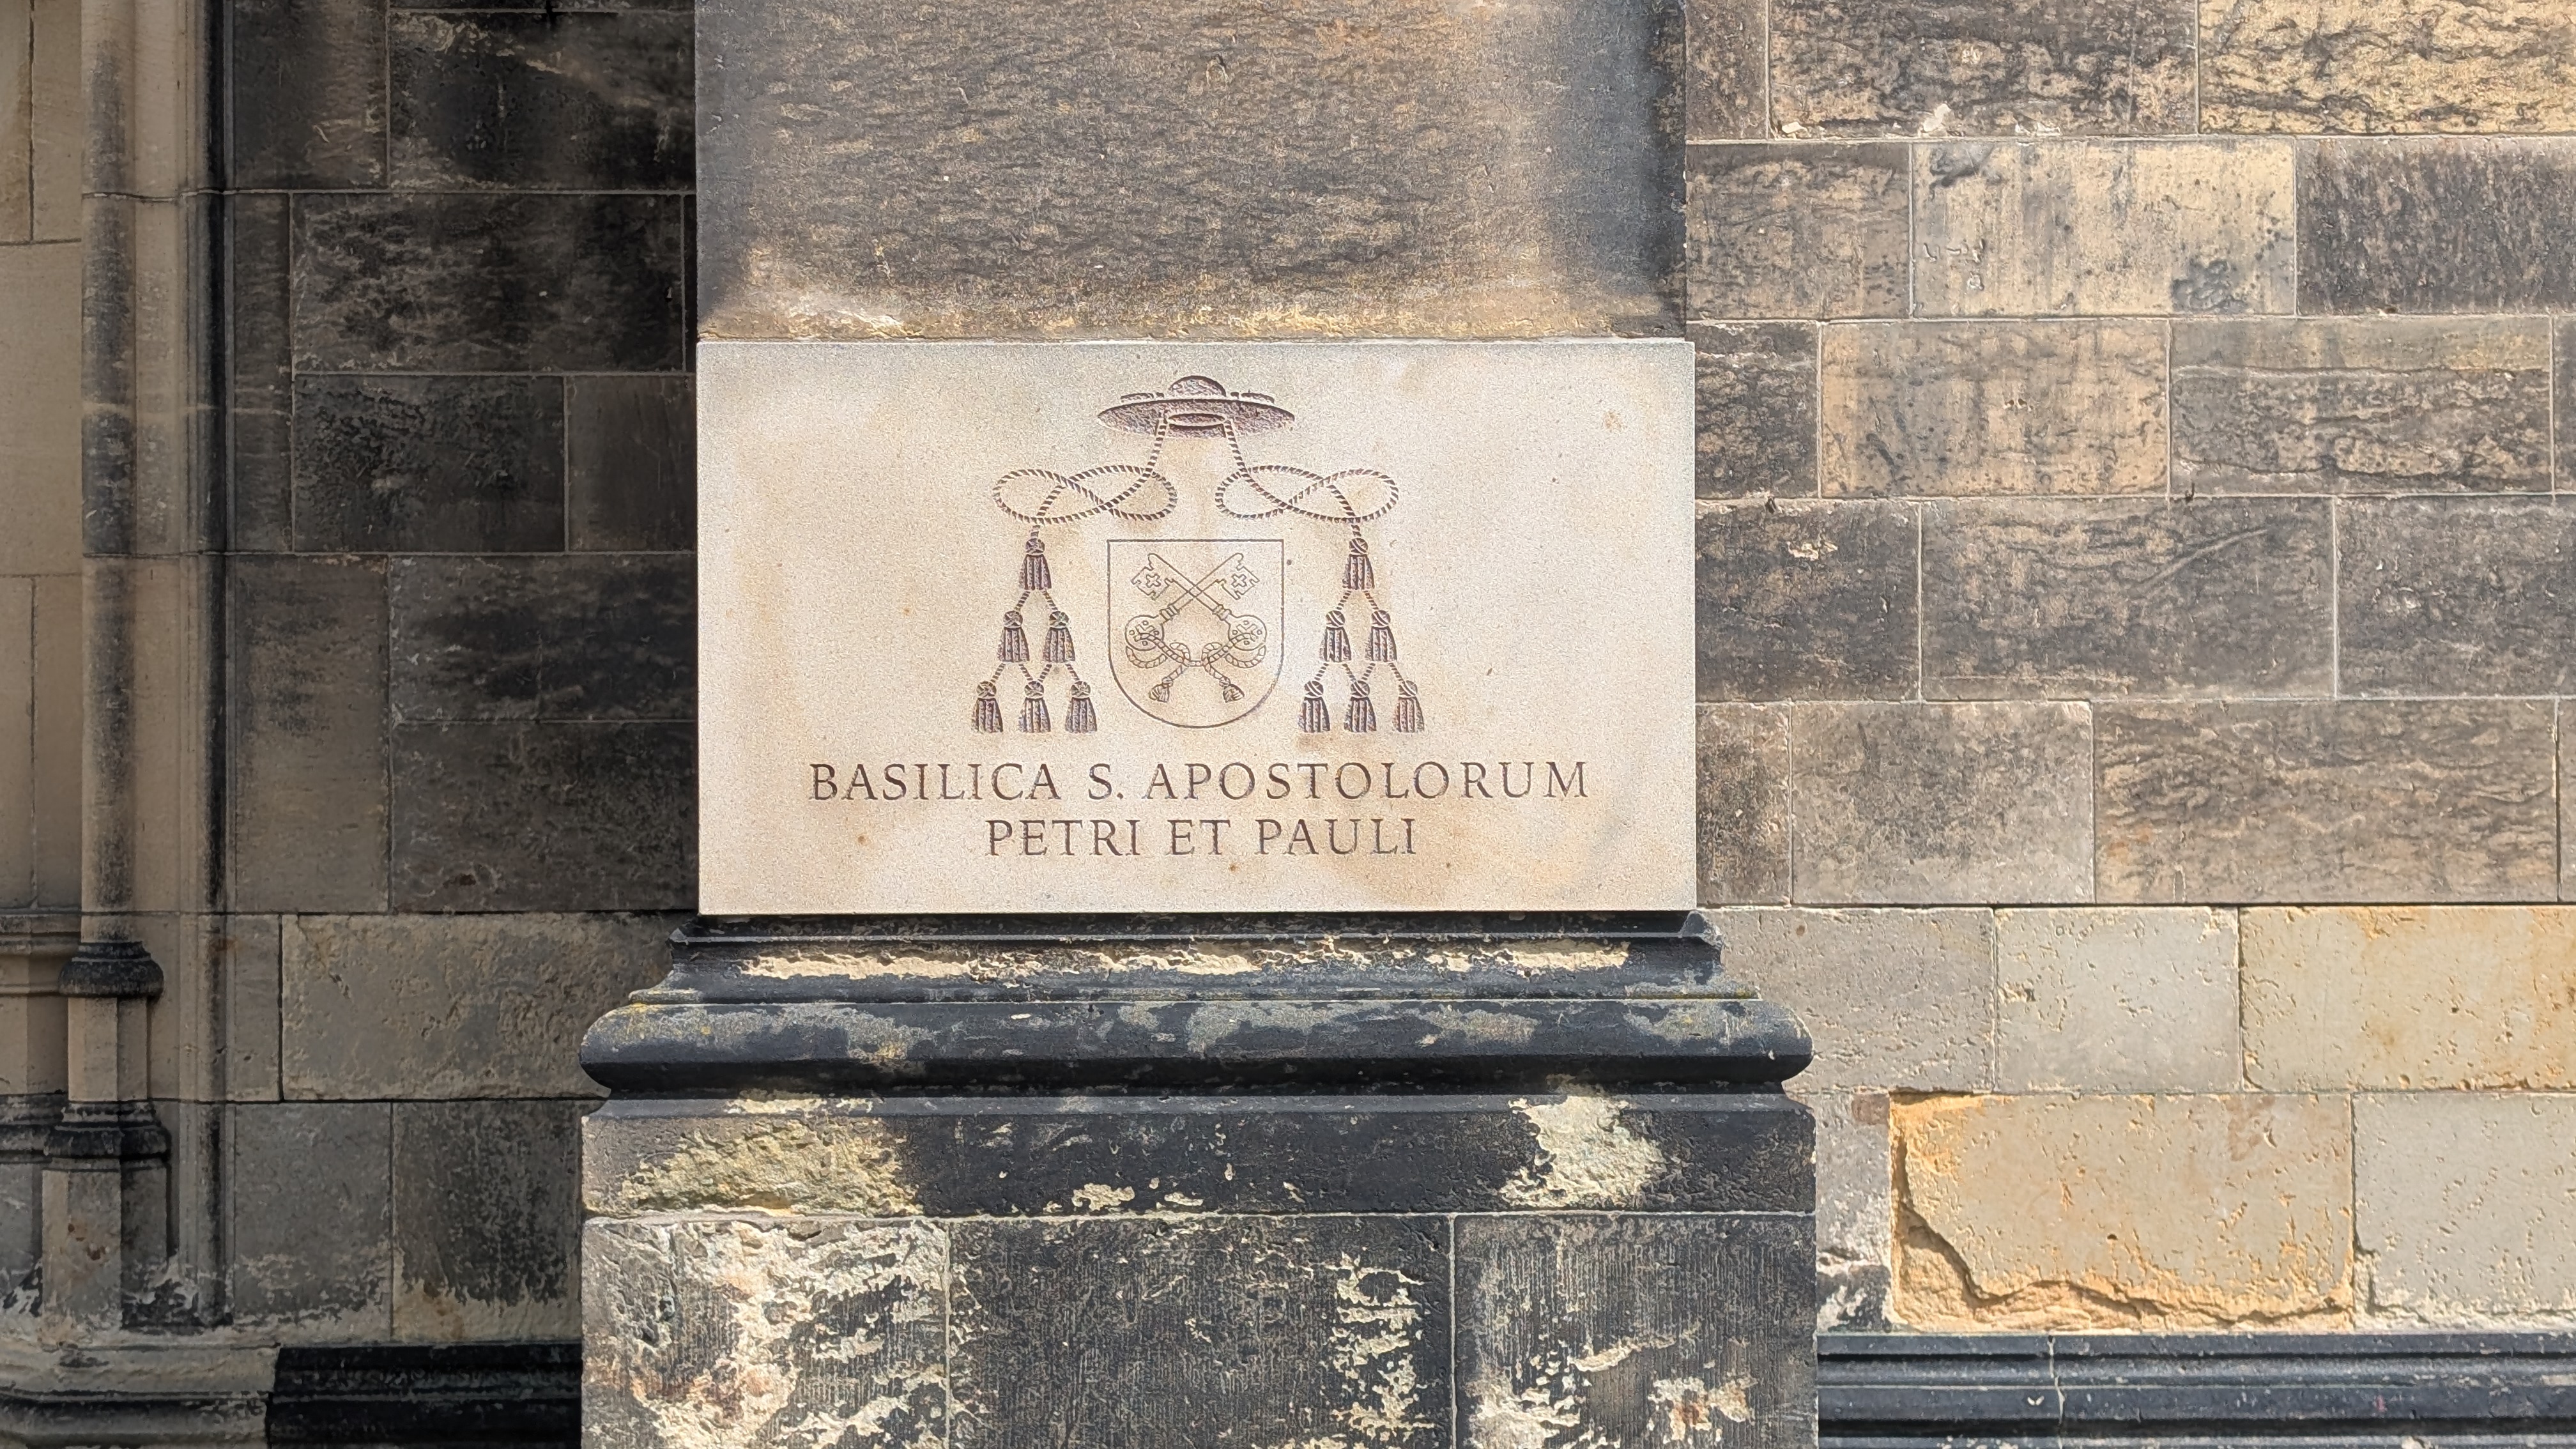 BASILICA S. APOSTOLORUM
PETRI ET PAULI